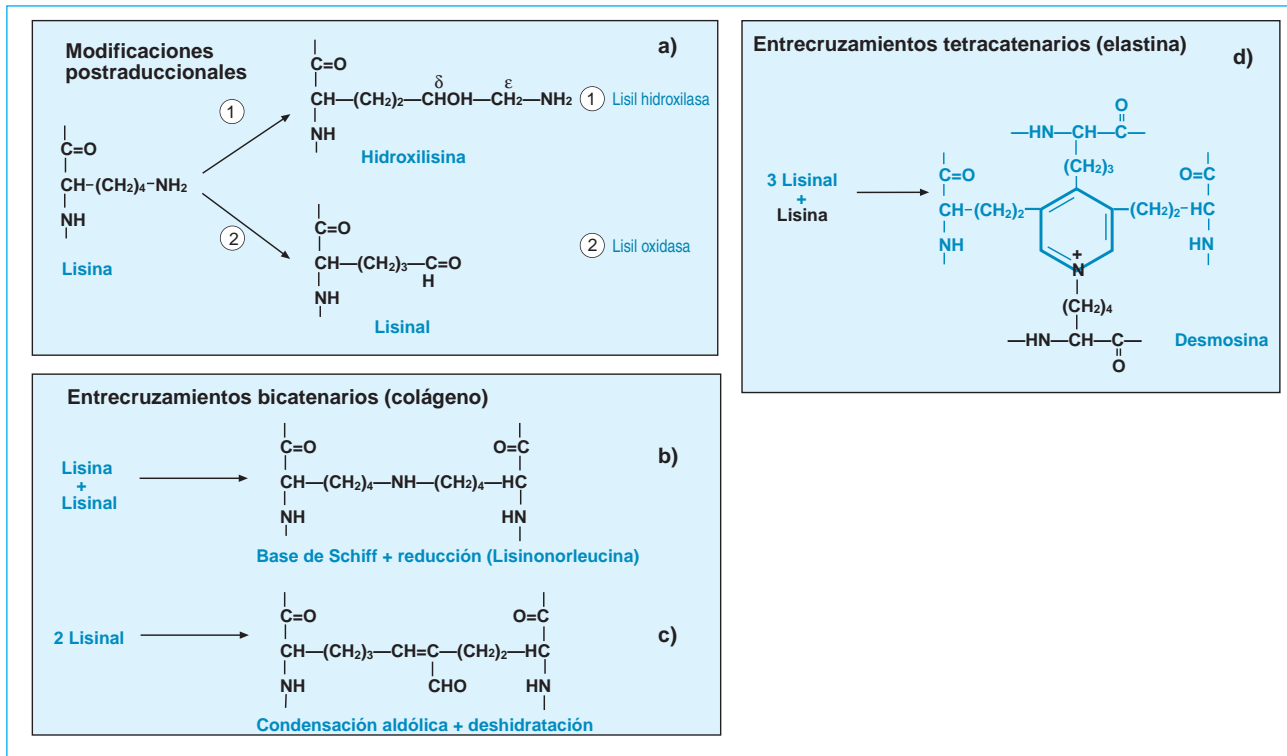 Modificaciones
postraduccionales
a)
C=O
CH—(CH2)2—CHOH—CH2—NH2
δ
ε
NH
Hidroxilisina
1
1 Lisil hidroxilasa
C=O
CH—(CH2)4—NH2
NH
Lisina
2
C=O
CH—(CH2)3—C=O
H
NH
Lisinal
2 Lisil oxidasa
Entrecruzamientos bicatenarios (colágeno)
b)
Lisina
+
Lisinal
C=O
O=C
CH—(CH2)4—NH—(CH2)4—HC
NH
HN
Base de Schiff + reducción (Lisinonorleucina)
2 Lisinal
c)
C=O
O=C
CH—(CH2)3—CH=C—(CH2)2—HC
NH
CHO
HN
Condensación aldólica + deshidratación
Entrecruzamientos tetracatenarios (elastina)
d)
3 Lisinal
+
Lisina
O
—HN—CH—C—
(CH2)3
C=O
O=C
CH—(CH2)2
(CH2)2—HC
NH
HN
+
N
(CH2)4
—HN—CH—C—
O
Desmosina